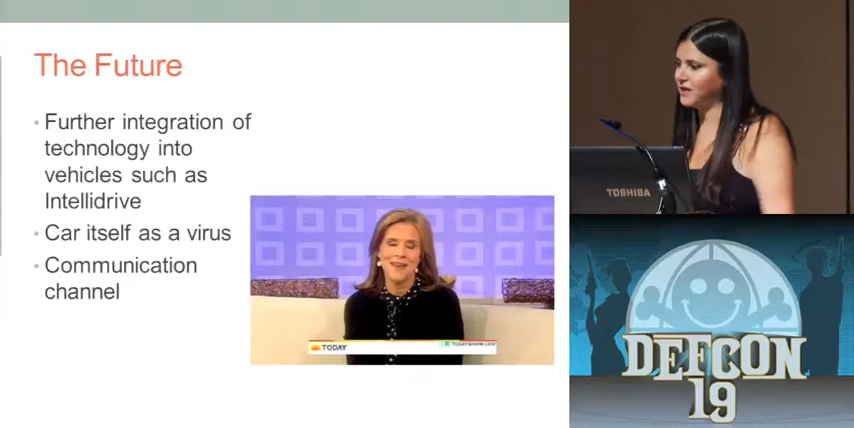 The Future
• Further integration of
technology into
vehicles such as
Intellidrive
• Car itself as a virus
• Communication
channel
TODAY
TODAYSHOW.COM
TOSHIBA
DEFCON
19